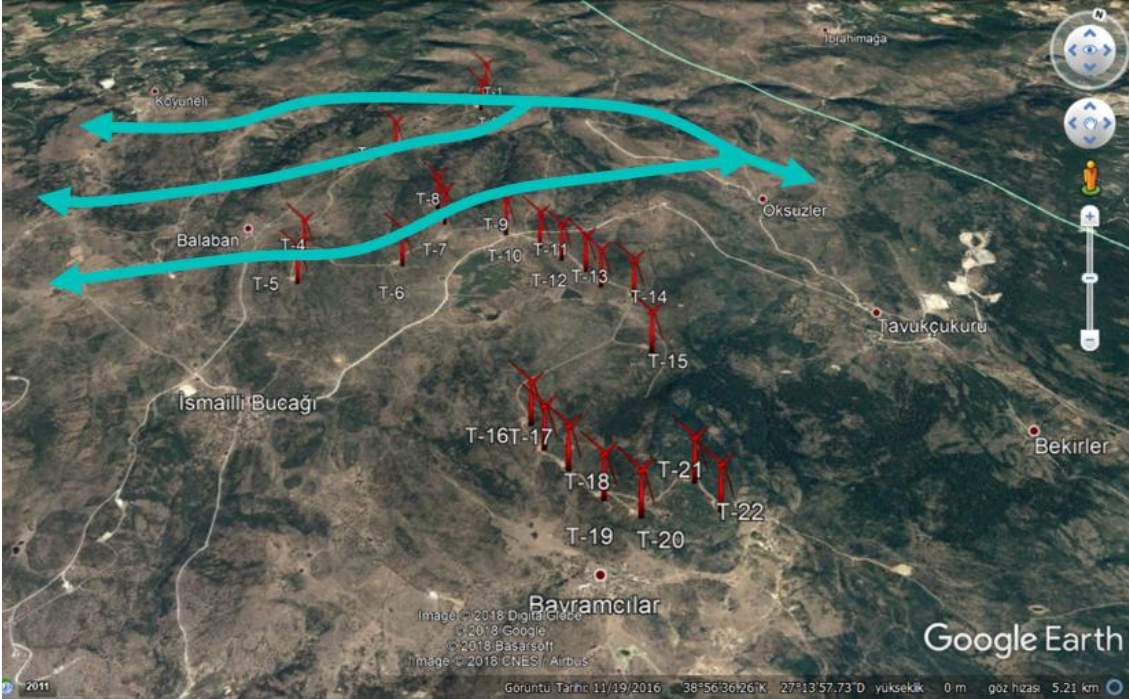 N
İbrahimağa
Koyuneli
T-1
T-8
Öksüzler
Balaban
T-4
T-9
T-7
T-10
T-11
T-5
T-6
T-12
T-13
T-14
Tavukçukuru
T-15
İsmailli Bucağı
T-16
T-17
Bekirler
T-21
T-18
T-22
T-19
T-20
Bayramcılar
Image © 2018 DigitalGlobe
© 2018 Google
© 2018 Basarsoft
Image © 2018 CNES / Airbus
Google Earth
2011
Görüntü Tarihi: 11/19/2016 38°56'36.26"K 27°13'57.73"D yükseklik 0 m göz hizası 5.21 km